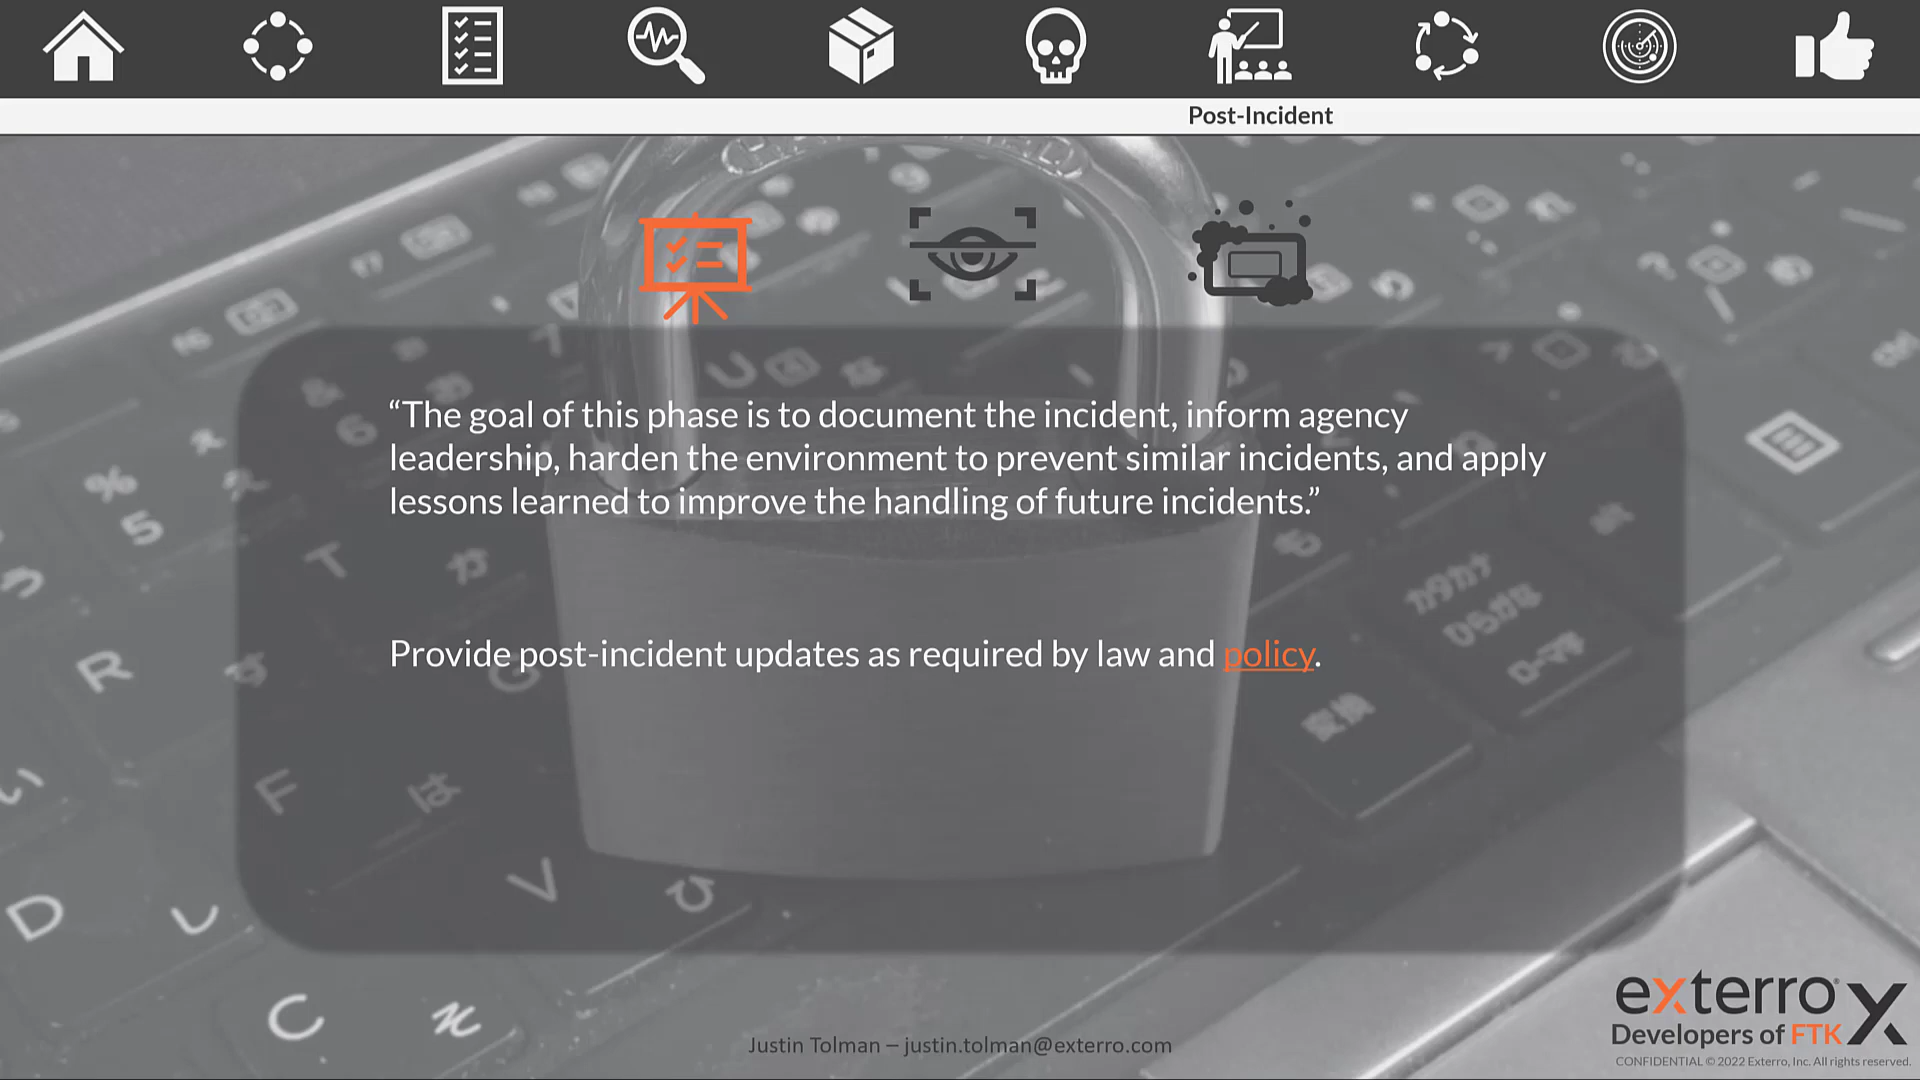 Post-Incident
“The goal of this phase is to document the incident, inform agency
leadership, harden the environment to prevent similar incidents, and apply
lessons learned to improve the handling of future incidents.”
Provide post-incident updates as required by law and policy.
exterro®
Developers of FTK
Justin Tolman – justin.tolman@exterro.com
CONFIDENTIAL © 2022 Exterro, Inc. All rights reserved.